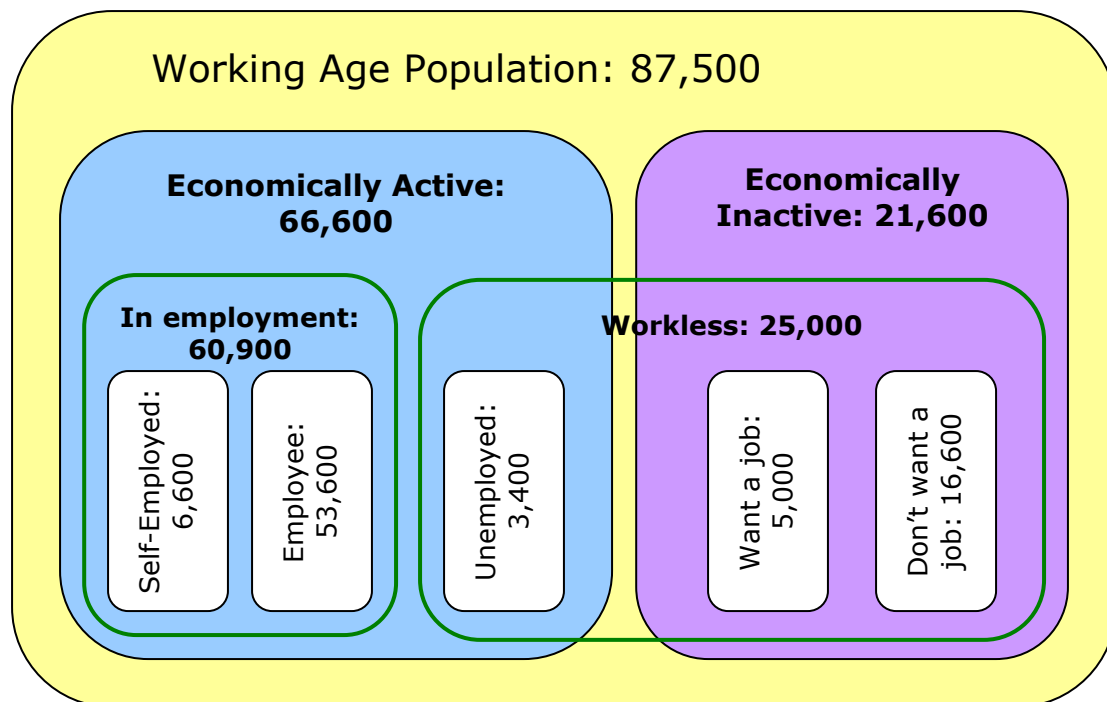 Working Age Population: 87,500
Economically Active:
66,600
Economically
Inactive: 21,600
In employment:
60,900
Workless: 25,000
Self-Employed:
6,600
Employee:
53,600
Unemployed:
3,400
Want a job:
5,000
Don’t want a
job: 16,600